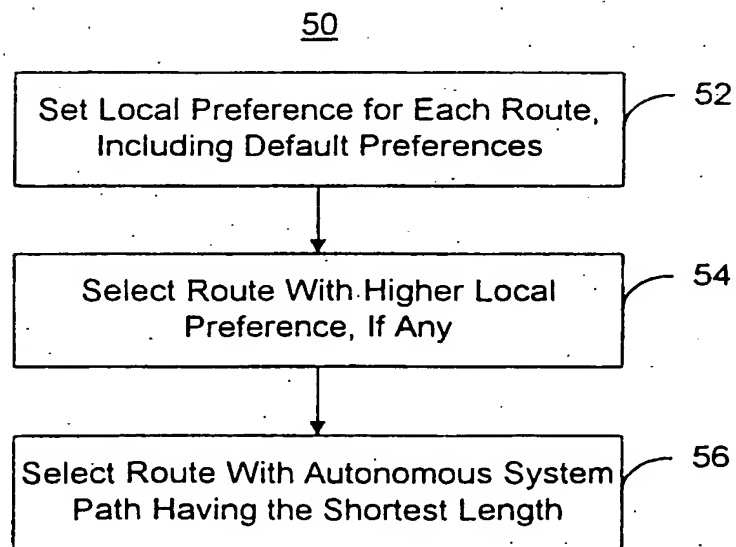 50
Set Local Preference for Each Route,
Including Default Preferences
52
Select Route With Higher Local
Preference, If Any
54
Select Route With Autonomous System
Path Having the Shortest Length
56